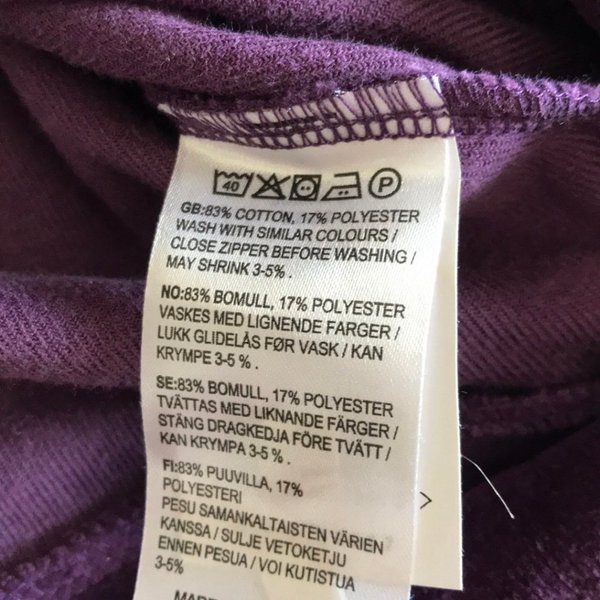 40 P
GB:83% COTTON, 17% POLYESTER
WASH WITH SIMILAR COLOURS /
CLOSE ZIPPER BEFORE WASHING /
MAY SHRINK 3-5% .
NO:83% BOMULL, 17% POLYESTER
VASKES MED LIGNENDE FARGER /
LUKK GLIDELÅS FØR VASK / KAN
KRYMPE 3-5 % .
SE:83% BOMULL, 17% POLYESTER
TVÄTTAS MED LIKNANDE FÄRGER /
STÄNG DRAGKEDJA FÖRE TVÄTT /
KAN KRYMPA 3-5 % .
FI:83% PUUVILLA, 17%
POLYESTERI
PESU SAMANKALTAISTEN VÄRIEN
KANSSA / SULJE VETOKETJU
ENNEN PESUA / VOI KUTISTUA
3-5%